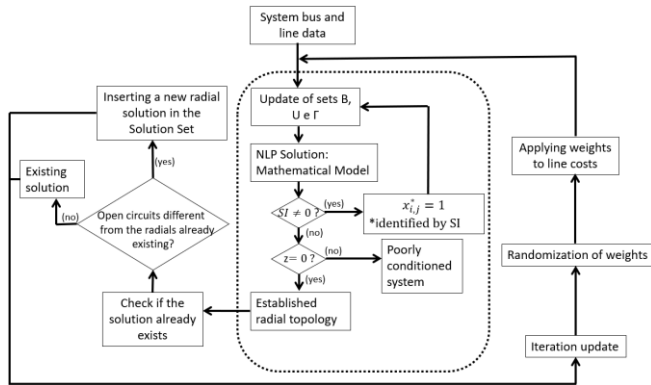 System bus and
line data
Update of sets B,
U e Γ
NLP Solution:
Mathematical Model
SI ≠ 0 ?
(yes)
x*i,j = 1
*identified by SI
(no)
z= 0 ?
(no)
Poorly
conditioned
system
(yes)
Established
radial topology
Check if the
solution already
exists
Open circuits different
from the radials already
existing?
(no)
Existing
solution
(yes)
Inserting a new radial
solution in the
Solution Set
Iteration update
Randomization of weights
Applying weights
to line costs